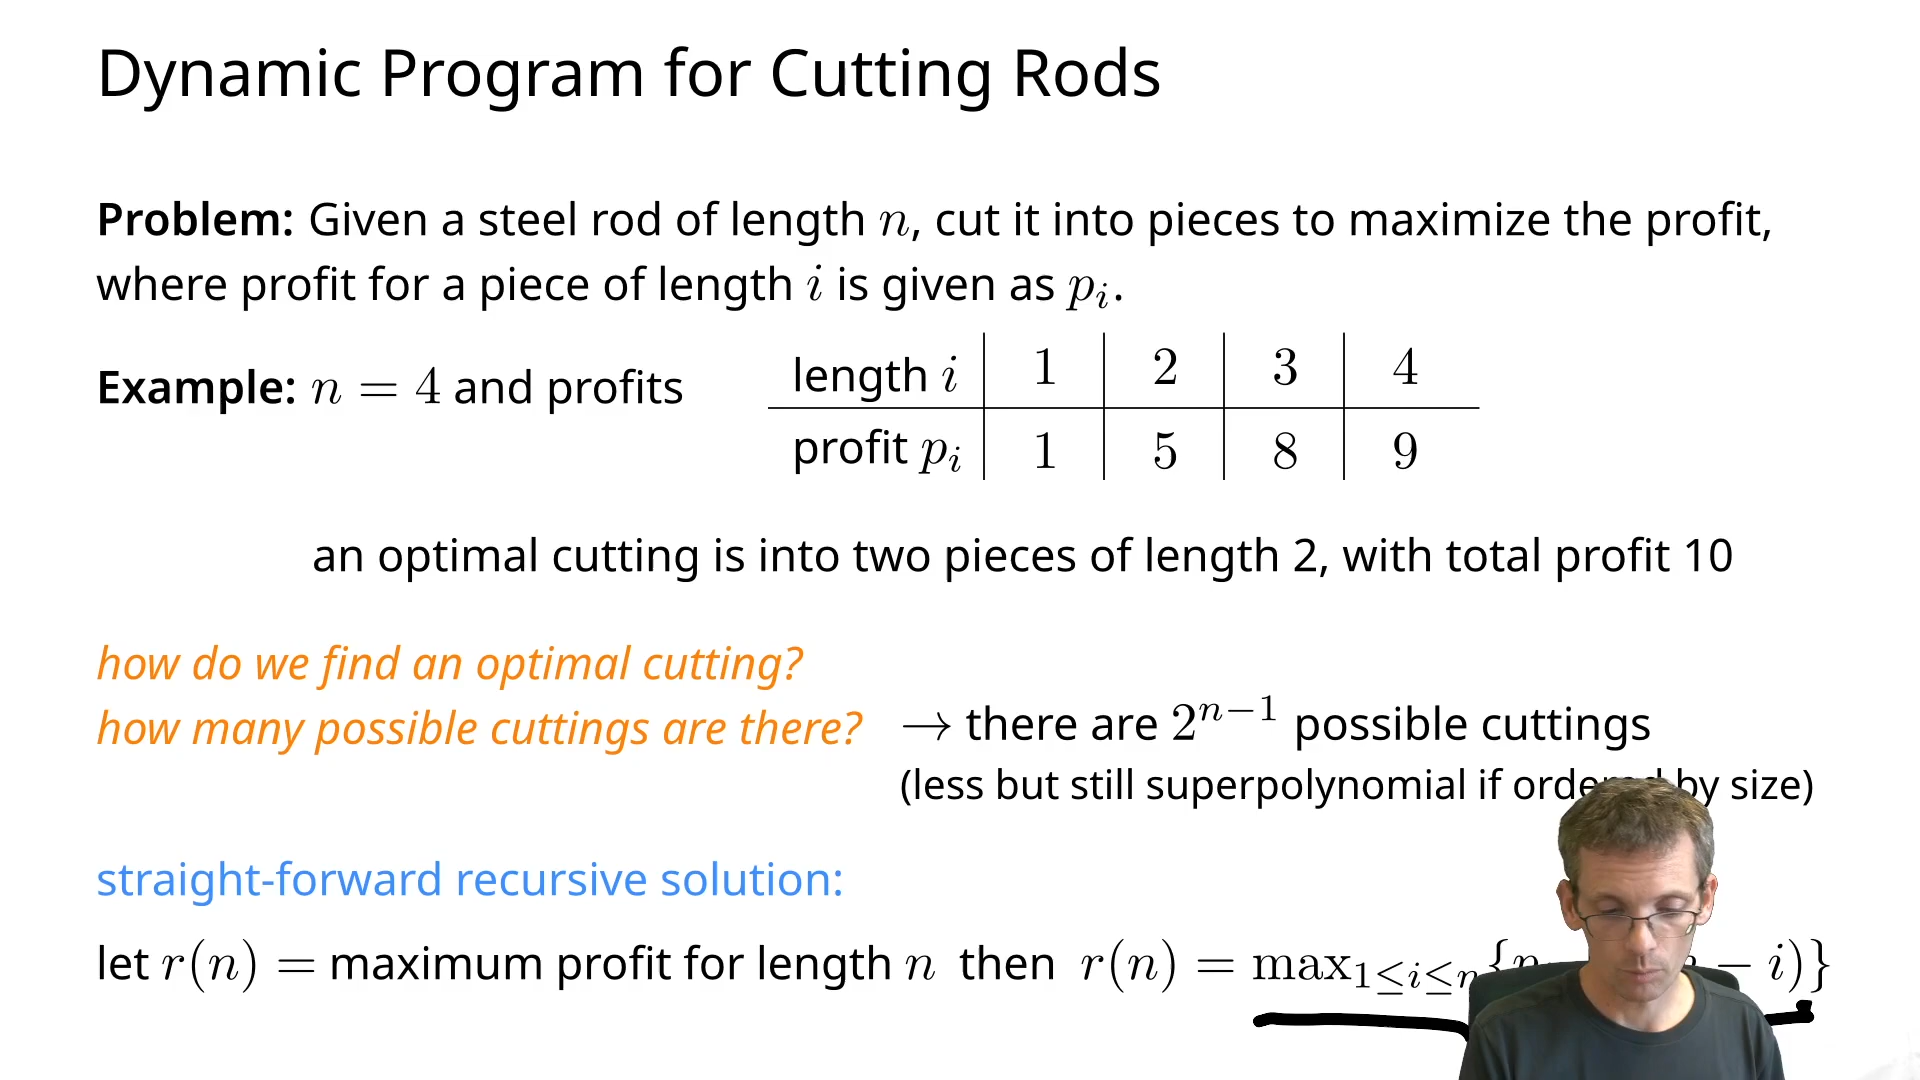 Dynamic Program for Cutting Rods
Problem: Given a steel rod of length n, cut it into pieces to maximize the profit,
where profit for a piece of length i is given as pᵢ.
Example: n = 4 and profits
length i 1 2 3 4
profit pᵢ 1 5 8 9
an optimal cutting is into two pieces of length 2, with total profit 10
how do we find an optimal cutting?
how many possible cuttings are there? → there are 2ⁿ⁻¹ possible cuttings
(less but still superpolynomial if by size)
straight-forward recursive solution:
let r(n) = maximum profit for length n then r(n) = max₁≤ᵢ≤ₙ{ − i)}